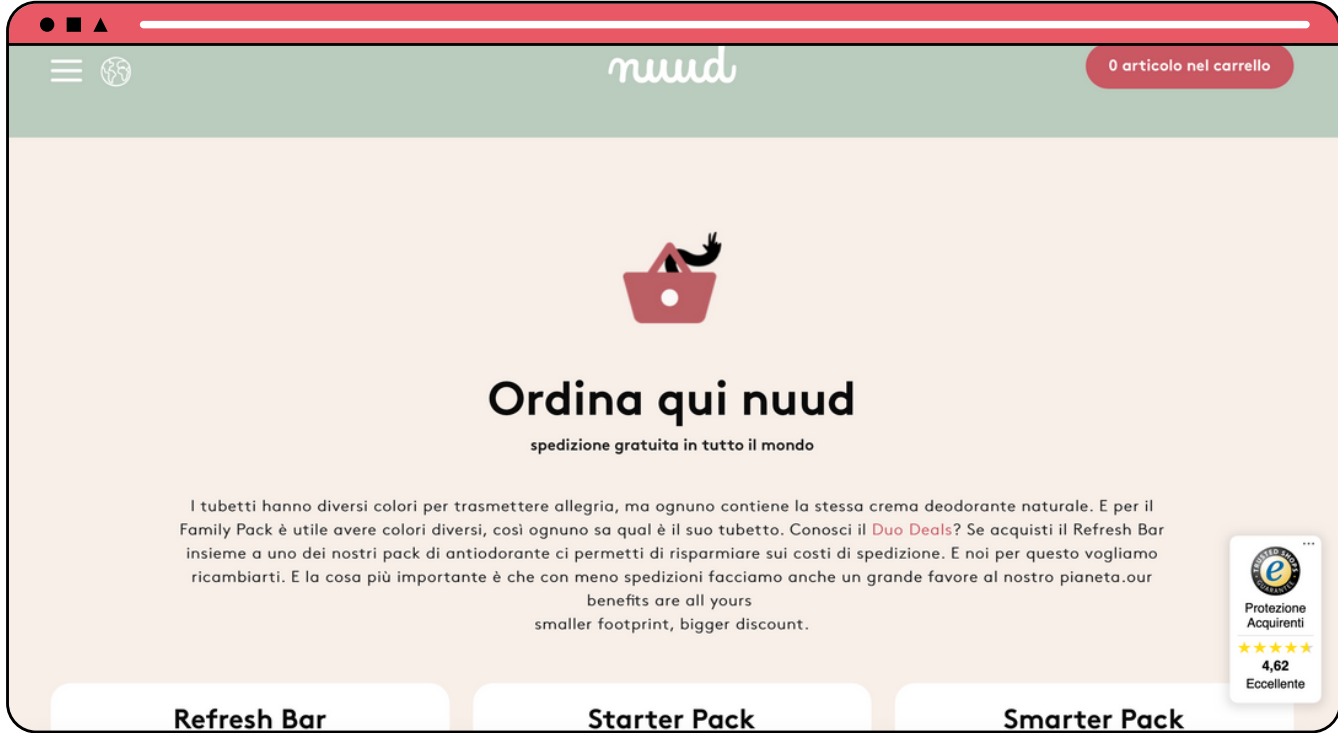 nuud
0 articolo nel carrello
Ordina qui nuud
spedizione gratuita in tutto il mondo
I tubetti hanno diversi colori per trasmettere allegria, ma ognuno contiene la stessa crema deodorante naturale. E per il
Family Pack è utile avere colori diversi, così ognuno sa qual è il suo tubetto. Conosci il Duo Deals? Se acquisti il Refresh Bar
insieme a uno dei nostri pack di antiodorante ci permetti di risparmiare sui costi di spedizione. E noi per questo vogliamo
ricambiarti. E la cosa più importante è che con meno spedizioni facciamo anche un grande favore al nostro pianeta.our
benefits are all yours
smaller footprint, bigger discount.
TRUSTED SHOPS
GUARANTEE
Protezione
Acquirenti
4,62
Eccellente
Refresh Bar
Starter Pack
Smarter Pack